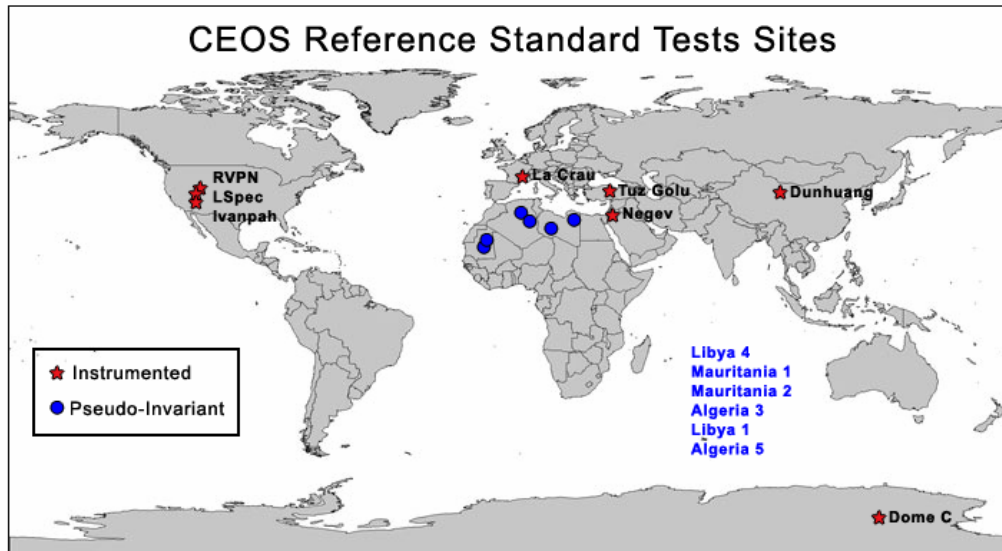 CEOS Reference Standard Tests Sites
RVPN
LSpec
Ivanpah
La Crau
Tuz Golu
Negev
Dunhuang
Libya 4
Mauritania 1
Mauritania 2
Algeria 3
Libya 1
Algeria 5
Instrumented
Pseudo-Invariant
Dome C